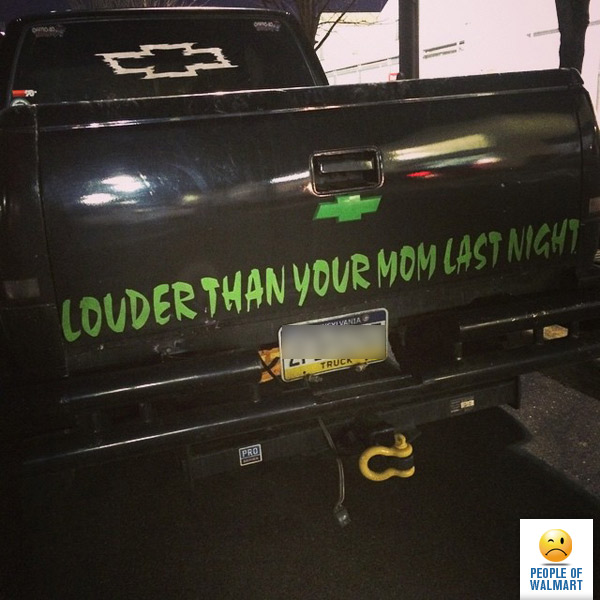 LOUDER THAN YOUR MOM LAST NIGHT
TRUCK
PRO
PEOPLE OF
WALMART